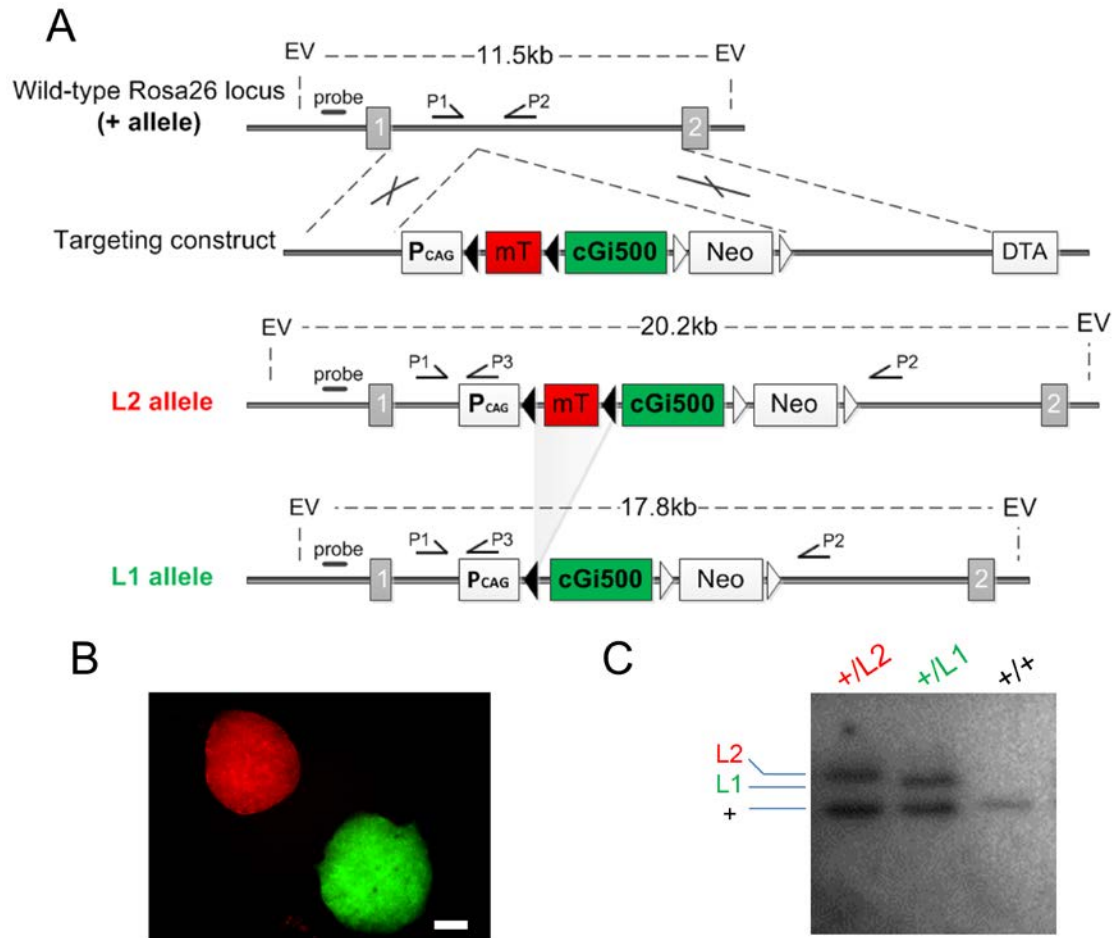 A
EV 11.5kb EV
Wild-type Rosa26 locus
(+ allele)
probe P1 P2
1 2
Targeting construct
PCAG mT cGi500 Neo DTA
EV 20.2kb EV
probe P1 P3 P2
L2 allele
1 PCAG mT cGi500 Neo 2
EV 17.8kb EV
probe P1 P3 P2
L1 allele
1 PCAG cGi500 Neo 2
B
C
+/L2 +/L1 +/+
L2
L1
+